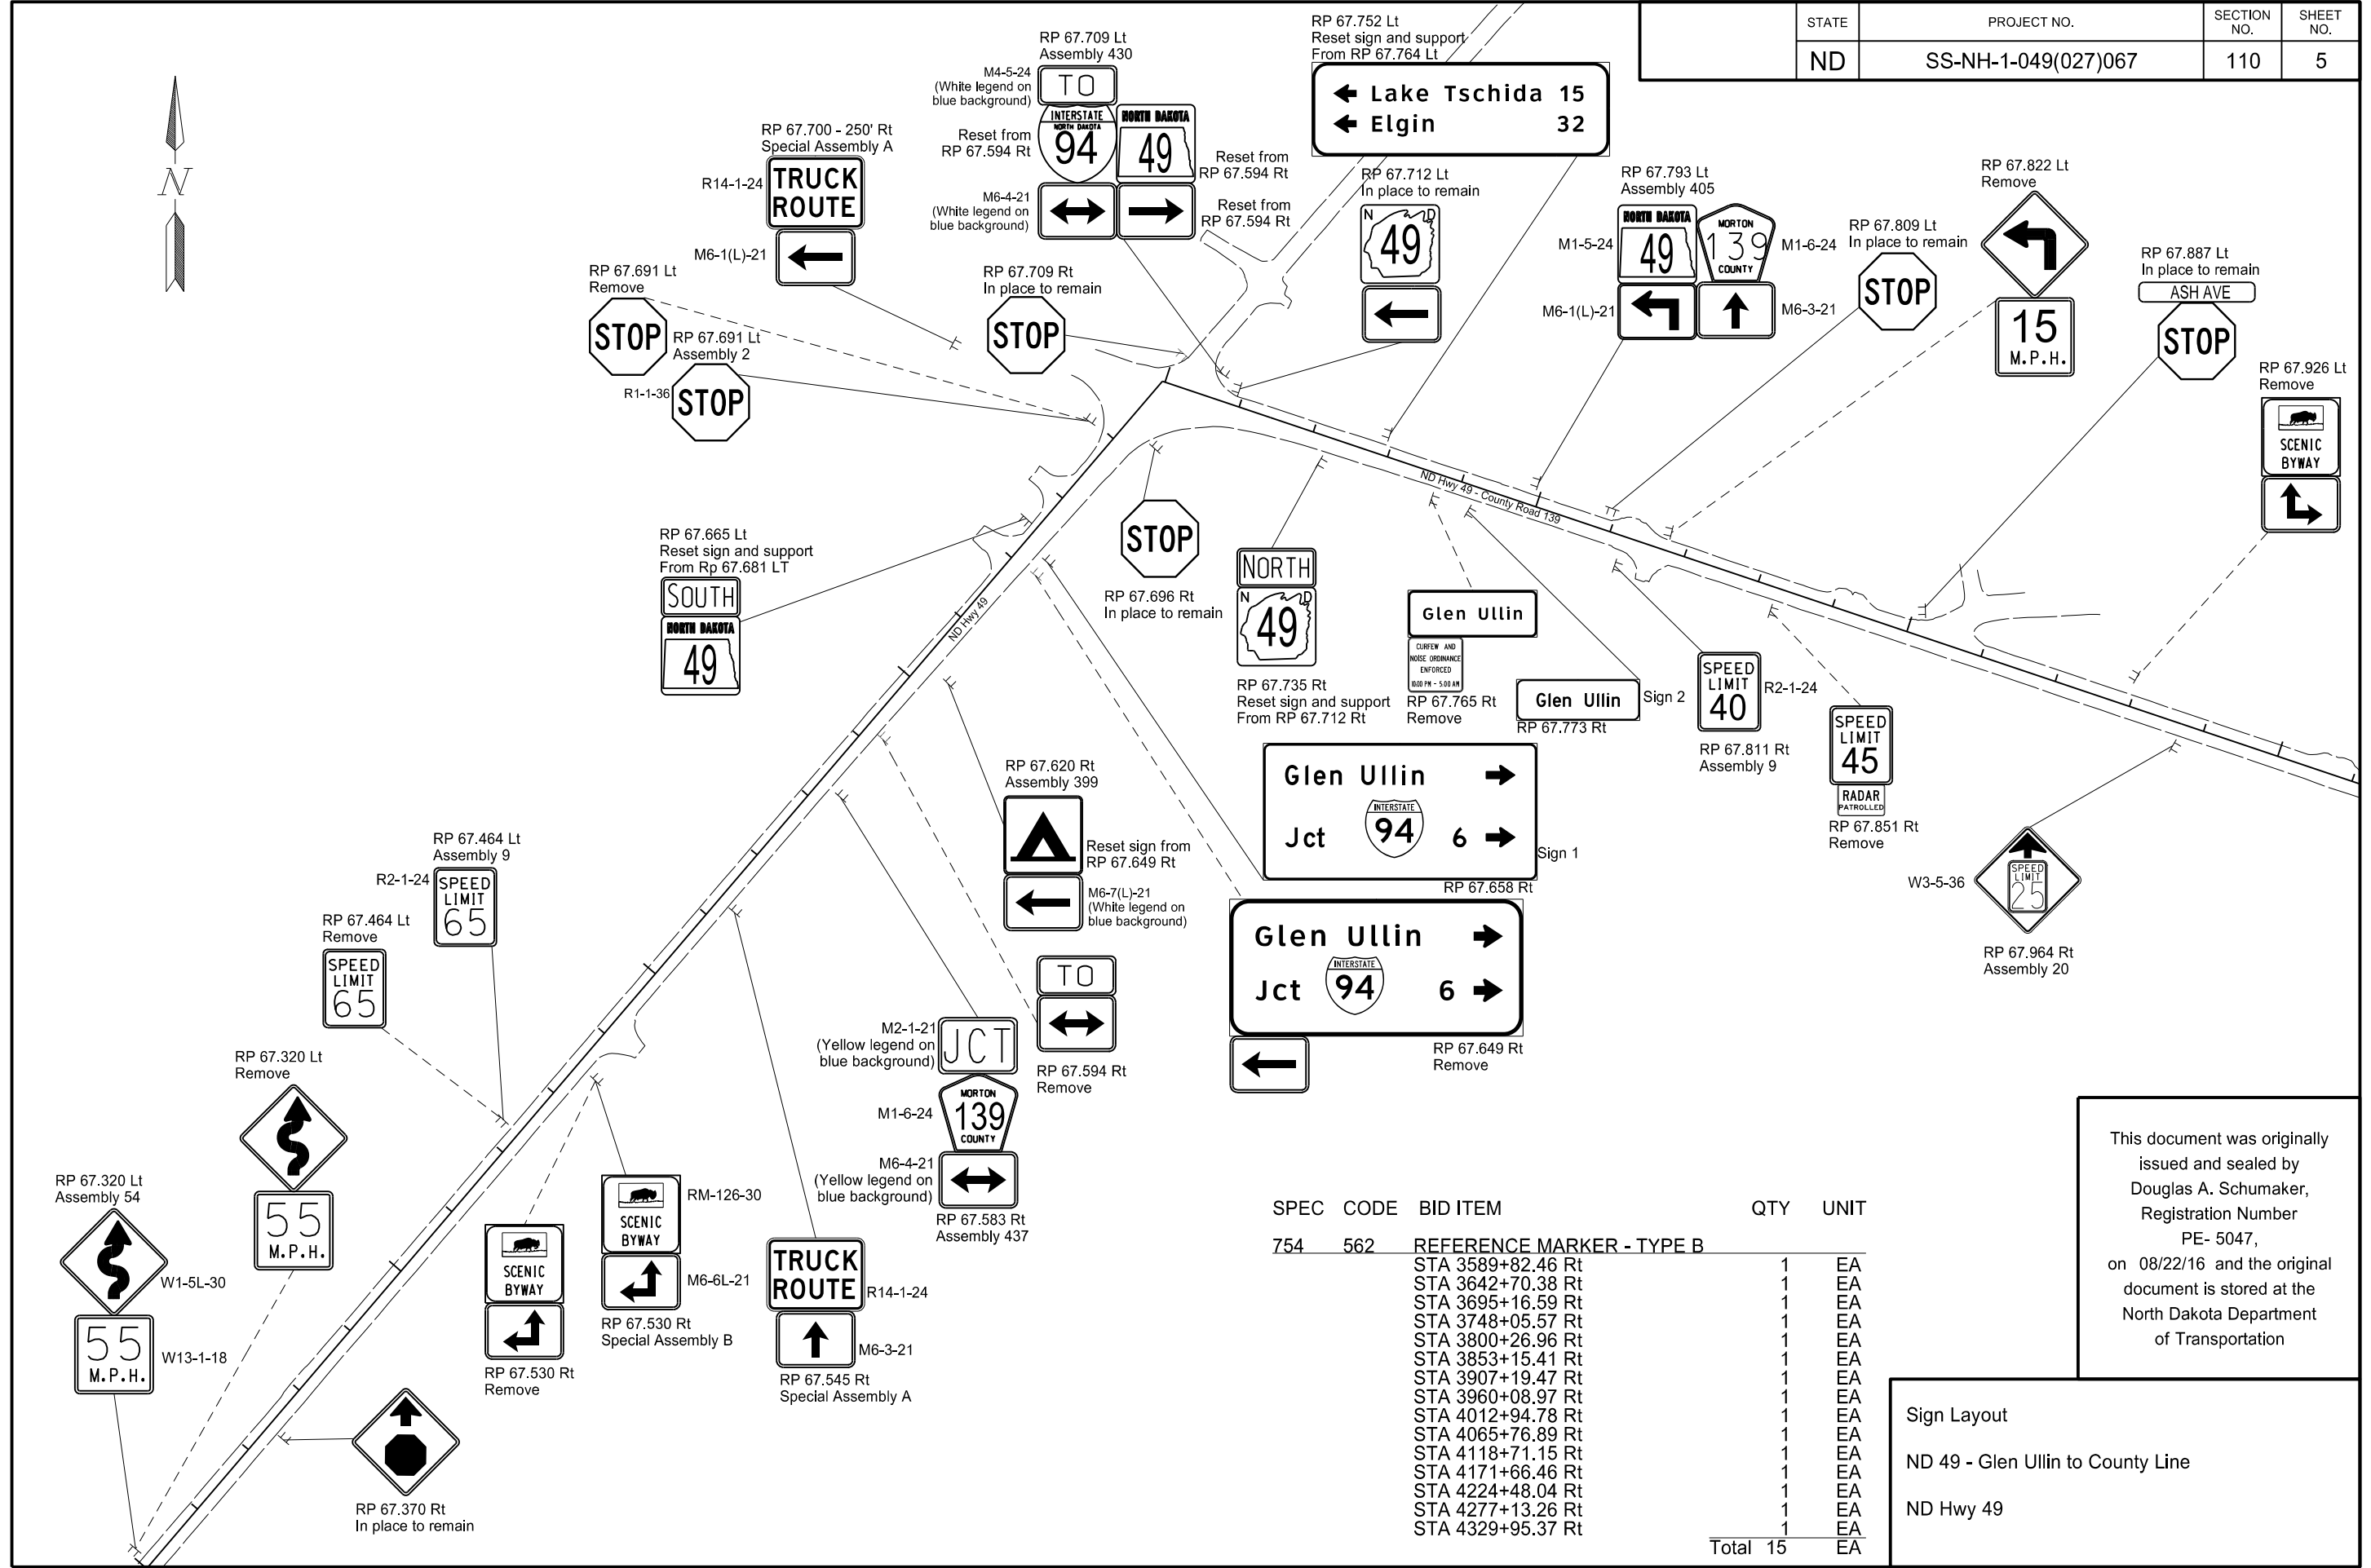 STATE
PROJECT NO.
SECTION NO.
SHEET NO.
ND
SS-NH-1-049(027)067
110
5
N
RP 67.752 Lt
Reset sign and support
From RP 67.764 Lt
Lake Tschida 15
Elgin 32
RP 67.709 Lt
Assembly 430
M4-5-24
(White legend on
blue background)
TO
INTERSTATE
NORTH DAKOTA
94
NORTH DAKOTA
49
Reset from
RP 67.594 Rt
Reset from
RP 67.594 Rt
M6-4-21
(White legend on
blue background)
Reset from
RP 67.594 Rt
RP 67.700 - 250' Rt
Special Assembly A
R14-1-24
TRUCK
ROUTE
M6-1(L)-21
RP 67.712 Lt
In place to remain
N D
49
RP 67.793 Lt
Assembly 405
M1-5-24
NORTH DAKOTA
49
MORTON
139
COUNTY
M1-6-24
M6-1(L)-21
M6-3-21
RP 67.809 Lt
In place to remain
STOP
RP 67.822 Lt
Remove
15
M.P.H.
RP 67.887 Lt
In place to remain
ASH AVE
STOP
RP 67.926 Lt
Remove
SCENIC
BYWAY
RP 67.691 Lt
Remove
STOP
RP 67.691 Lt
Assembly 2
R1-1-36
STOP
RP 67.709 Rt
In place to remain
STOP
RP 67.665 Lt
Reset sign and support
From Rp 67.681 LT
SOUTH
NORTH DAKOTA
49
ND Hwy 49
ND Hwy 49 - County Road 139
STOP
RP 67.696 Rt
In place to remain
NORTH
N D
49
RP 67.735 Rt
Reset sign and support
From RP 67.712 Rt
Glen Ullin
CURFEW AND
NOISE ORDINANCE
ENFORCED
10:00 PM - 5:00 AM
RP 67.765 Rt
Remove
Glen Ullin
Sign 2
RP 67.773 Rt
SPEED
LIMIT
40
R2-1-24
RP 67.811 Rt
Assembly 9
SPEED
LIMIT
45
RADAR
PATROLLED
RP 67.851 Rt
Remove
W3-5-36
SPEED
LIMIT
25
RP 67.964 Rt
Assembly 20
Glen Ullin
Jct INTERSTATE 94 6
Sign 1
RP 67.658 Rt
Glen Ullin
Jct INTERSTATE 94 6
RP 67.649 Rt
Remove
RP 67.620 Rt
Assembly 399
Reset sign from
RP 67.649 Rt
M6-7(L)-21
(White legend on
blue background)
TO
RP 67.594 Rt
Remove
M2-1-21
(Yellow legend on
blue background)
JCT
M1-6-24
MORTON
139
COUNTY
M6-4-21
(Yellow legend on
blue background)
RP 67.583 Rt
Assembly 437
RP 67.464 Lt
Assembly 9
R2-1-24
SPEED
LIMIT
65
RP 67.464 Lt
Remove
SPEED
LIMIT
65
RP 67.320 Lt
Remove
55
M.P.H.
RP 67.320 Lt
Assembly 54
W1-5L-30
55
M.P.H.
W13-1-18
RP 67.370 Rt
In place to remain
SCENIC
BYWAY
RP 67.530 Rt
Remove
RM-126-30
SCENIC
BYWAY
M6-6L-21
RP 67.530 Rt
Special Assembly B
TRUCK
ROUTE
R14-1-24
M6-3-21
RP 67.545 Rt
Special Assembly A
SPEC CODE BID ITEM QTY UNIT
754 562 REFERENCE MARKER - TYPE B
STA 3589+82.46 Rt 1 EA
STA 3642+70.38 Rt 1 EA
STA 3695+16.59 Rt 1 EA
STA 3748+05.57 Rt 1 EA
STA 3800+26.96 Rt 1 EA
STA 3853+15.41 Rt 1 EA
STA 3907+19.47 Rt 1 EA
STA 3960+08.97 Rt 1 EA
STA 4012+94.78 Rt 1 EA
STA 4065+76.89 Rt 1 EA
STA 4118+71.15 Rt 1 EA
STA 4171+66.46 Rt 1 EA
STA 4224+48.04 Rt 1 EA
STA 4277+13.26 Rt 1 EA
STA 4329+95.37 Rt 1 EA
Total 15 EA
This document was originally
issued and sealed by
Douglas A. Schumaker,
Registration Number
PE- 5047,
on 08/22/16 and the original
document is stored at the
North Dakota Department
of Transportation
Sign Layout
ND 49 - Glen Ullin to County Line
ND Hwy 49